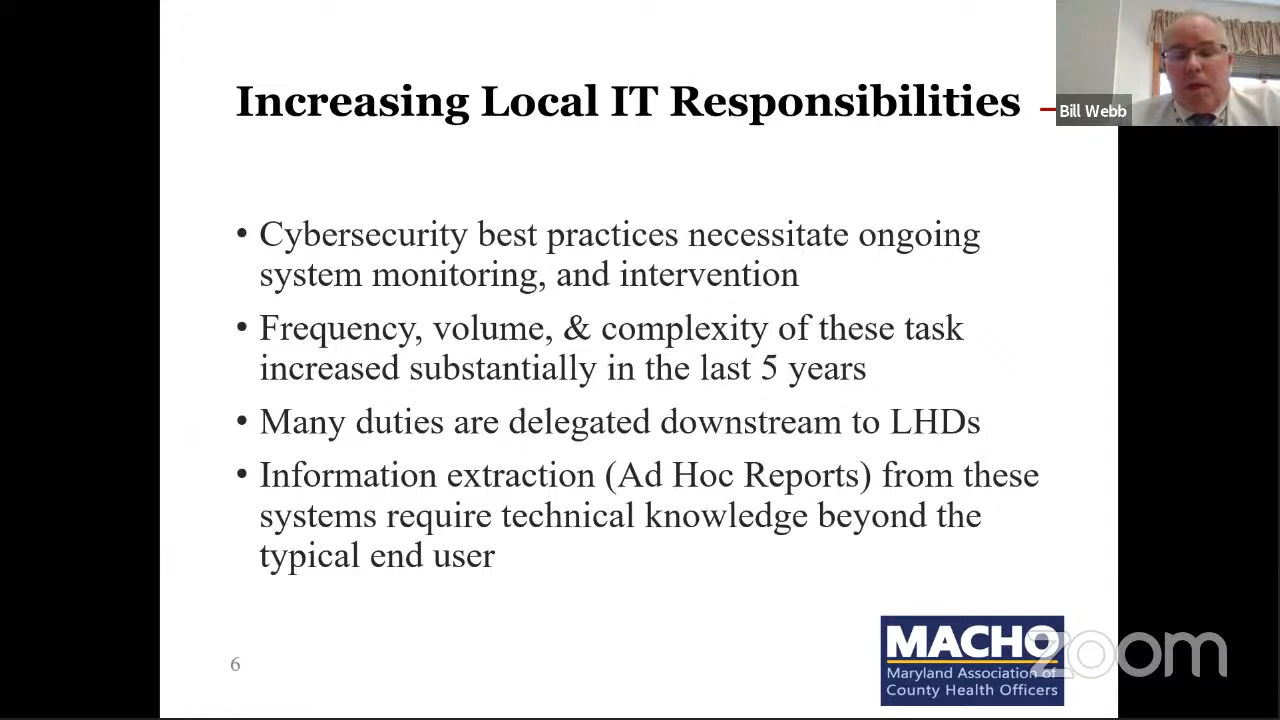 Increasing Local IT Responsibilities
Bill Webb
• Cybersecurity best practices necessitate ongoing
system monitoring, and intervention
• Frequency, volume, & complexity of these task
increased substantially in the last 5 years
• Many duties are delegated downstream to LHDs
• Information extraction (Ad Hoc Reports) from these
systems require technical knowledge beyond the
typical end user
6
MACHO
Maryland Association of
County Health Officers
zoom